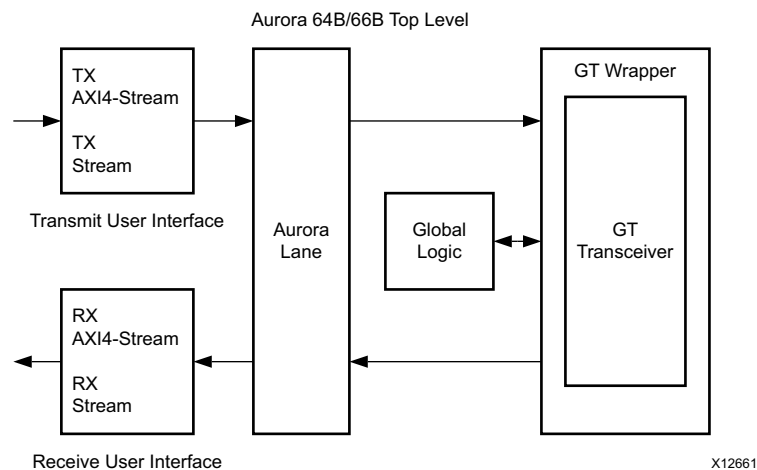 Aurora 64B/66B Top Level
TX
AXI4-Stream
TX
Stream
Transmit User Interface
Aurora
Lane
Global
Logic
GT Wrapper
GT
Transceiver
RX
AXI4-Stream
RX
Stream
Receive User Interface
X12661